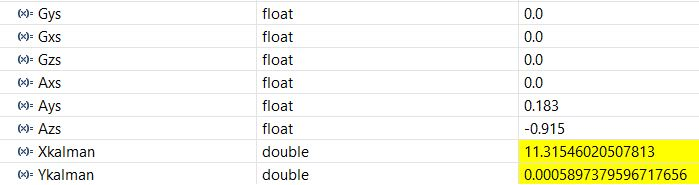 (x)= Gys float 0.0
(x)= Gxs float 0.0
(x)= Gzs float 0.0
(x)= Axs float 0.0
(x)= Ays float 0.183
(x)= Azs float -0.915
(x)= Xkalman double 11.31546020507813
(x)= Ykalman double 0.0005897379596717656